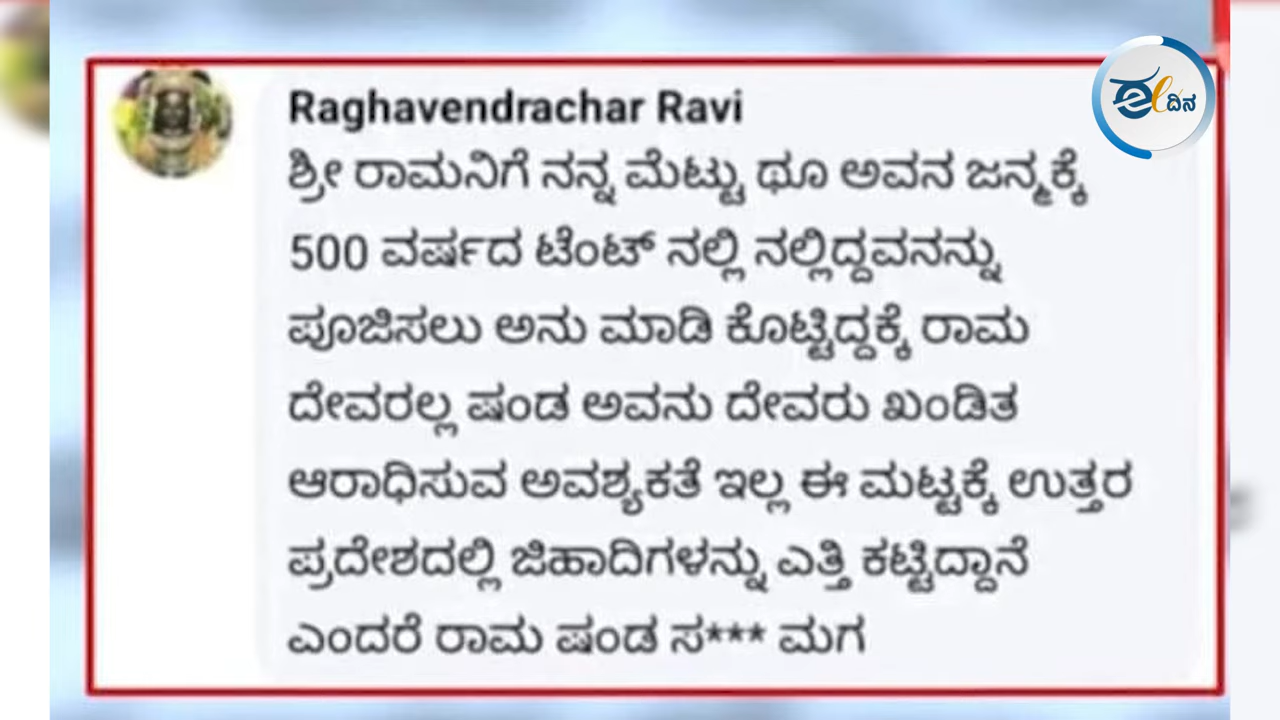 Raghavendrachar Ravi
ಶ್ರೀ ರಾಮನಿಗೆ ನನ್ನ ಮೆಟ್ಟು ಥೂ ಅವನ ಜನ್ಮಕ್ಕೆ
500 ವರ್ಷದ ಟೆಂಟ್ ನಲ್ಲಿ ನಲ್ಲಿದ್ದವನನ್ನು
ಪೂಜಿಸಲು ಅನು ಮಾಡಿ ಕೊಟ್ಟಿದ್ದಕ್ಕೆ ರಾಮ
ದೇವರಲ್ಲ ಷಂಡ ಅವನು ದೇವರು ಖಂಡಿತ
ಆರಾಧಿಸುವ ಅವಶ್ಯಕತೆ ಇಲ್ಲ ಈ ಮಟ್ಟಕ್ಕೆ ಉತ್ತರ
ಪ್ರದೇಶದಲ್ಲಿ ಜಿಹಾದಿಗಳನ್ನು ಎತ್ತಿ ಕಟ್ಟಿದ್ದಾನೆ
ಎಂದರೆ ರಾಮ ಷಂಡ ಸ*** ಮಗ
ದಿನ